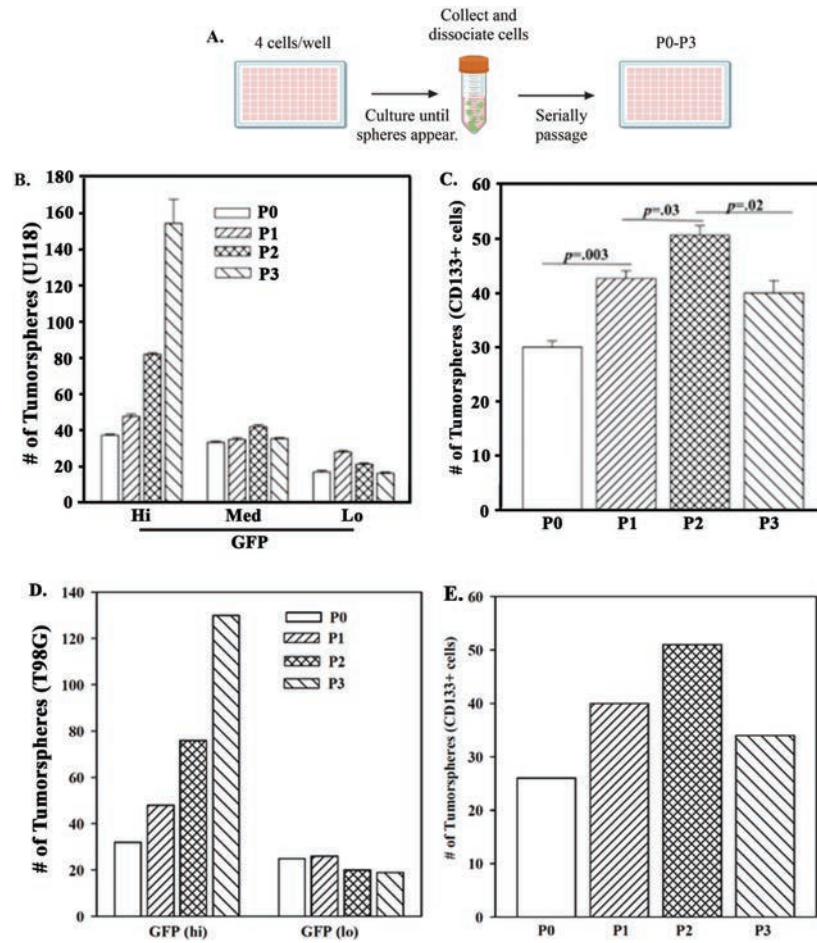 A.
4 cells/well
Collect and
dissociate cells
P0-P3
Culture until
spheres appear.
Serially
passage
B.
180
160
140
120
100
80
60
40
20
0
# of Tumorspheres (U118)
P0
P1
P2
P3
Hi Med Lo
GFP
C.
60
50
40
30
20
10
0
# of Tumorspheres (CD133+ cells)
p=.003
p=.03
p=.02
P0 P1 P2 P3
D.
140
120
100
80
60
40
20
0
# of Tumorspheres (T98G)
P0
P1
P2
P3
GFP (hi) GFP (lo)
E.
60
50
40
30
20
10
0
# of Tumorspheres (CD133+ cells)
P0 P1 P2 P3